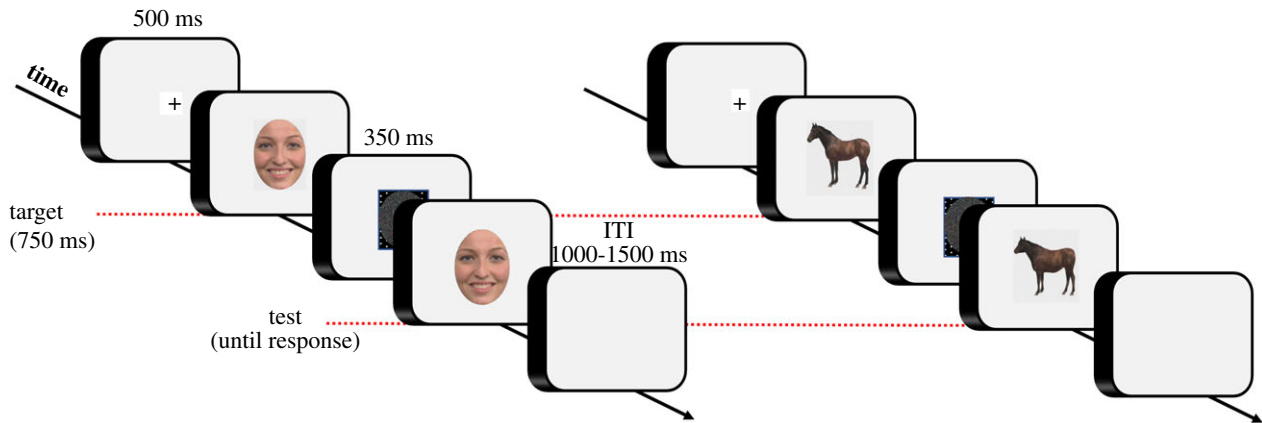 500 ms
time
+
+
350 ms
target
(750 ms)
ITI
1000-1500 ms
test
(until response)